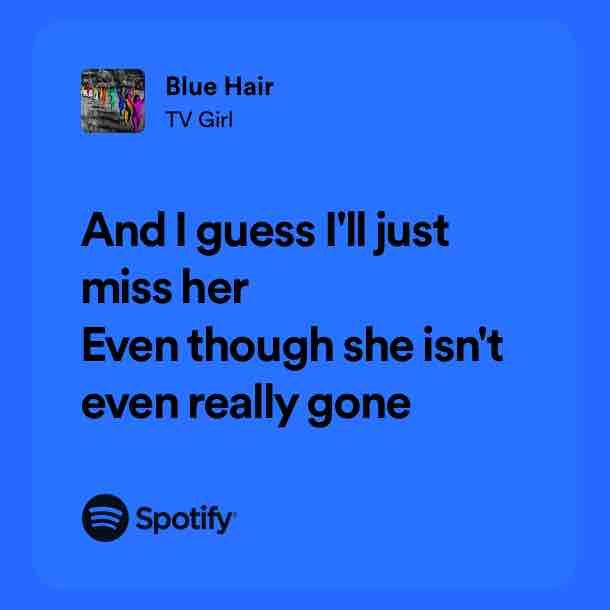 Blue Hair
TV Girl
And I guess I'll just
miss her
Even though she isn't
even really gone
Spotify